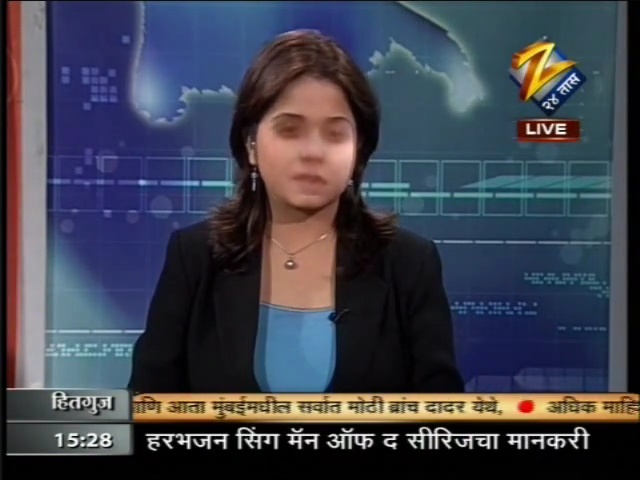 २४ तास
LIVE
हितगुज
आता मुंबईमधील सर्वात मोठी ब्रांच दादर येथे,
अधिक
15:28
हरभजन सिंग मॅन ऑफ द सीरिजचा मानकरी